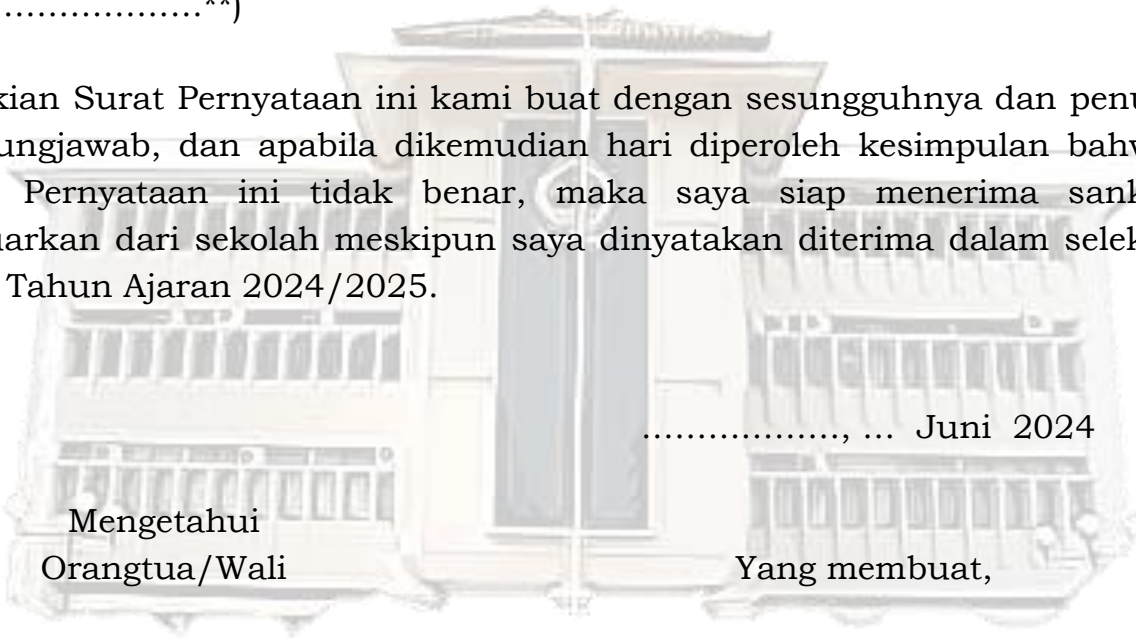 ………………..**)
kian Surat Pernyataan ini kami buat dengan sesungguhnya dan penu
ungjawab, dan apabila dikemudian hari diperoleh kesimpulan bahw
Pernyataan ini tidak benar, maka saya siap menerima sank
uarkan dari sekolah meskipun saya dinyatakan diterima dalam selek
Tahun Ajaran 2024/2025.
………………, … Juni 2024
Mengetahui
Orangtua/Wali
Yang membuat,